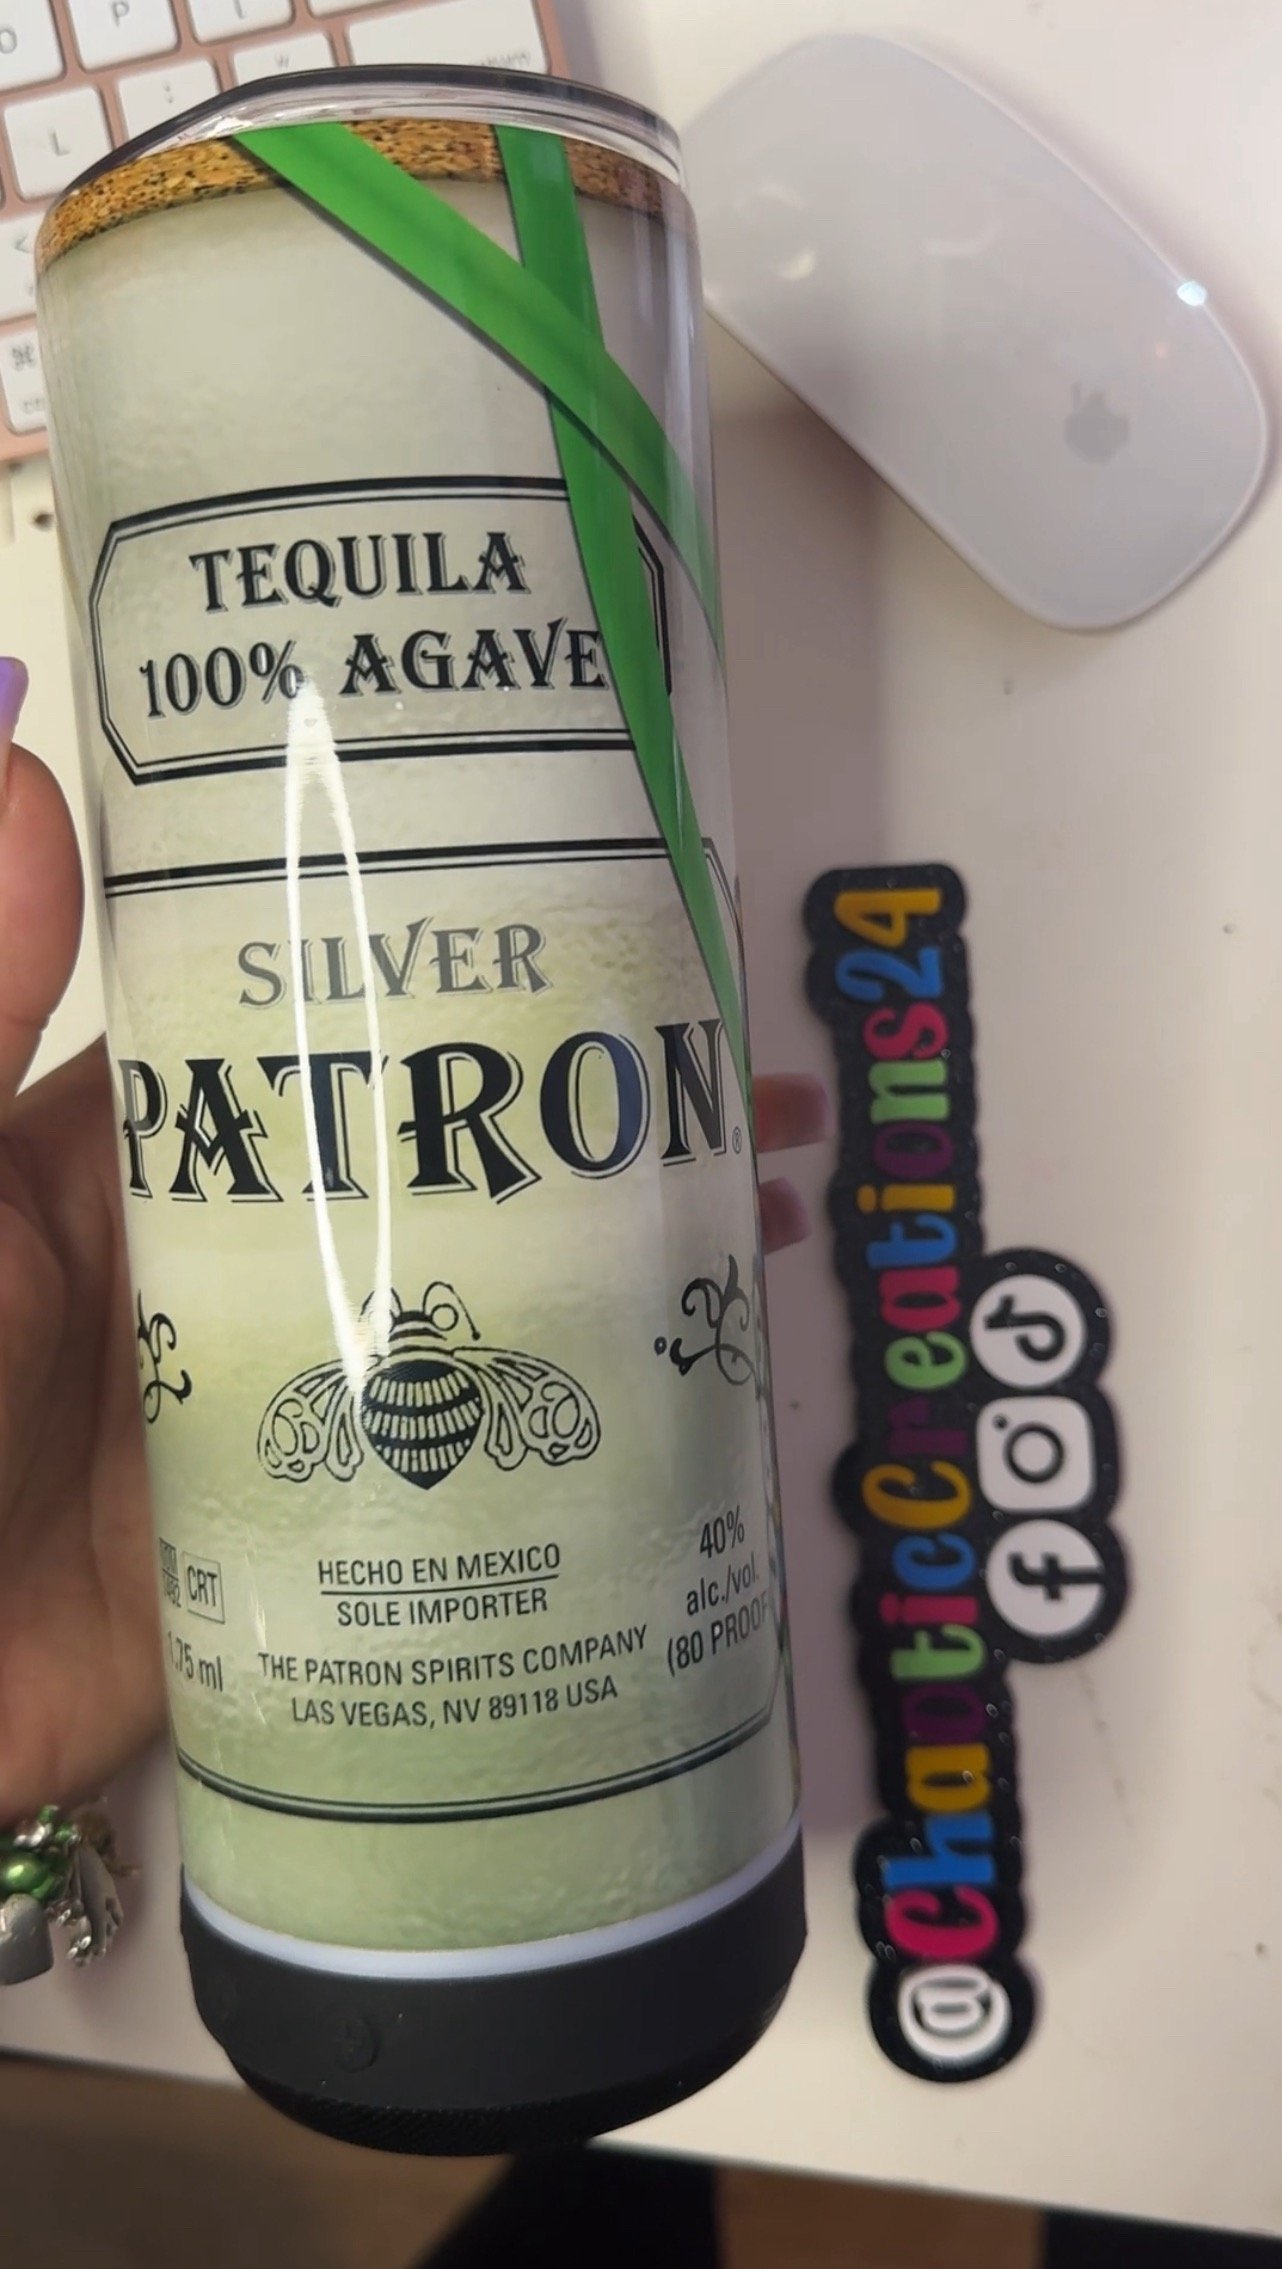 TEQUILA
100% AGAVE
SILVER
PATRON®
CRT
HECHO EN MEXICO
SOLE IMPORTER
40%
alc./vol.
(80 PROOF
1.75 ml
THE PATRON SPIRITS COMPANY
LAS VEGAS, NV 89118 USA
@ChaoticCreations24
P
L